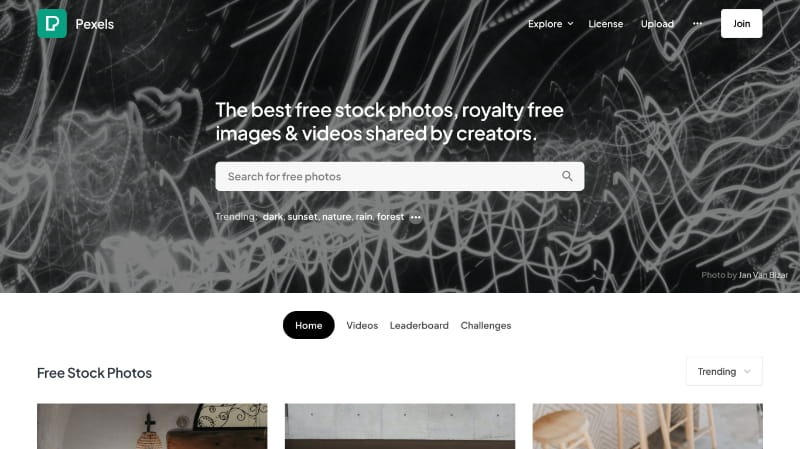 Pexels
Explore
License
Upload
Join
The best free stock photos, royalty free
images & videos shared by creators.
Search for free photos
Trending: dark, sunset, nature, rain, forest
Photo by Jan Van Bizar
Home
Videos
Leaderboard
Challenges
Free Stock Photos
Trending